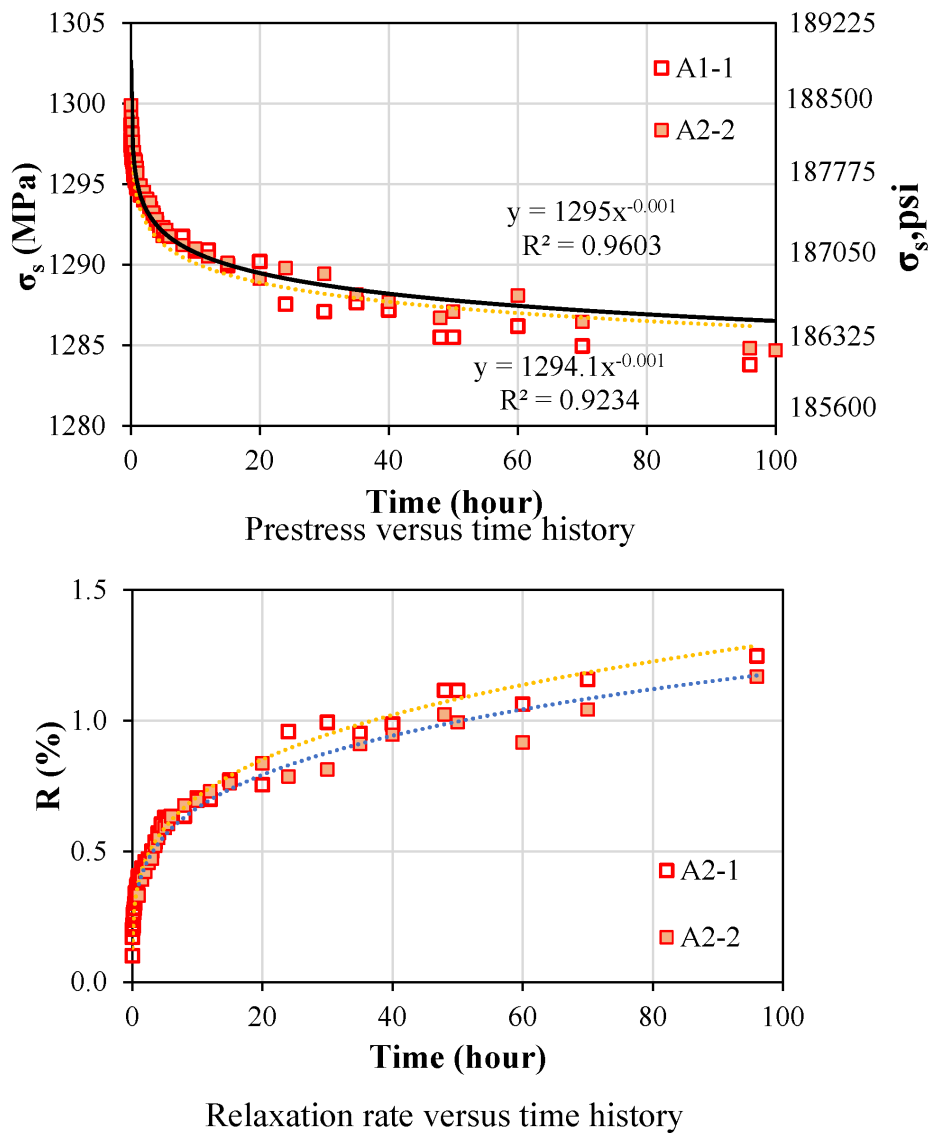 1305
1300
1295
1290
1285
1280
σs (MPa)
189225
188500
187775
187050
186325
185600
σs,psi
A1-1
A2-2
y = 1295x^-0.001
R² = 0.9603
y = 1294.1x^-0.001
R² = 0.9234
0 20 40 60 80 100
Time (hour)
Prestress versus time history
1.5
1.0
0.5
0.0
R (%)
A2-1
A2-2
0 20 40 60 80 100
Time (hour)
Relaxation rate versus time history